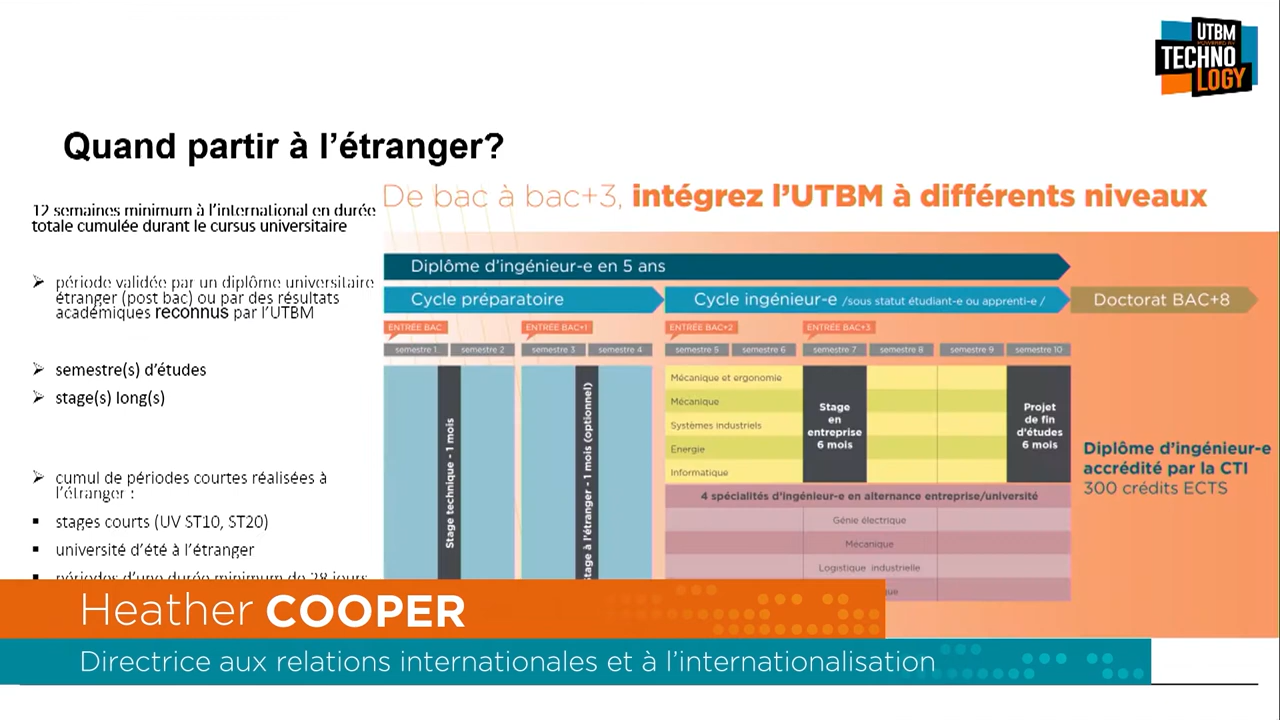 UTBM
TECHNO
LOGY
Quand partir à l'étranger?
De bac à bac+3, intégrez l'UTBM à différents niveaux
12 semaines minimum à l'international en durée
totale cumulée durant le cursus universitaire
➢ période validée par un diplôme universitaire
étranger (post bac) ou par des résultats
académiques reconnus par l'UTBM
➢ semestre(s) d'études
➢ stage(s) long(s)
➢ cumul de périodes courtes réalisées à
l'étranger :
▪ stages courts (UV ST10, ST20)
▪ université d'été à l'étranger
▪ périodes d'une durée minimum de 28 jours
Diplôme d'ingénieur-e en 5 ans
Cycle préparatoire
Cycle ingénieur-e /sous statut étudiant-e ou apprenti-e /
Doctorat BAC+8
ENTRÉE BAC
ENTRÉE BAC+1
ENTRÉE BAC+2
ENTRÉE BAC+3
semestre 1
semestre 2
semestre 3
semestre 4
semestre 5
semestre 6
semestre 7
semestre 8
semestre 9
semestre 10
Stage technique - 1 mois
Stage à l'étranger - 1 mois (optionnel)
Mécanique et ergonomie
Mécanique
Systèmes industriels
Energie
Informatique
Stage
en
entreprise
6 mois
Projet
de fin
d'études
6 mois
4 spécialités d'ingénieur-e en alternance entreprise/université
Génie électrique
Mécanique
Logistique industrielle
Diplôme d'ingénieur-e
accrédité par la CTI
300 crédits ECTS
Heather COOPER
Directrice aux relations internationales et à l'internationalisation